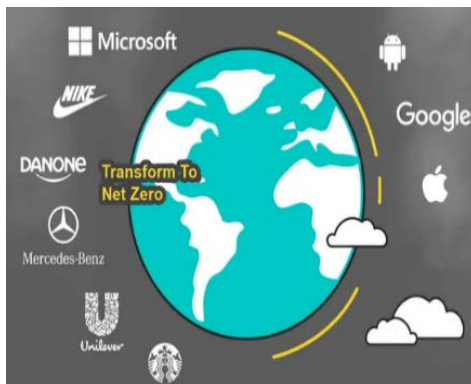 Microsoft
NIKE
DANONE
Transform To
Net Zero
Mercedes-Benz
Unilever
Google